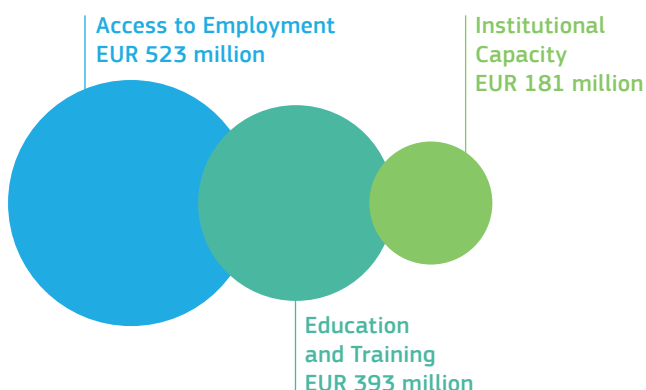 Access to Employment
EUR 523 million
Institutional
Capacity
EUR 181 million
Education
and Training
EUR 393 million